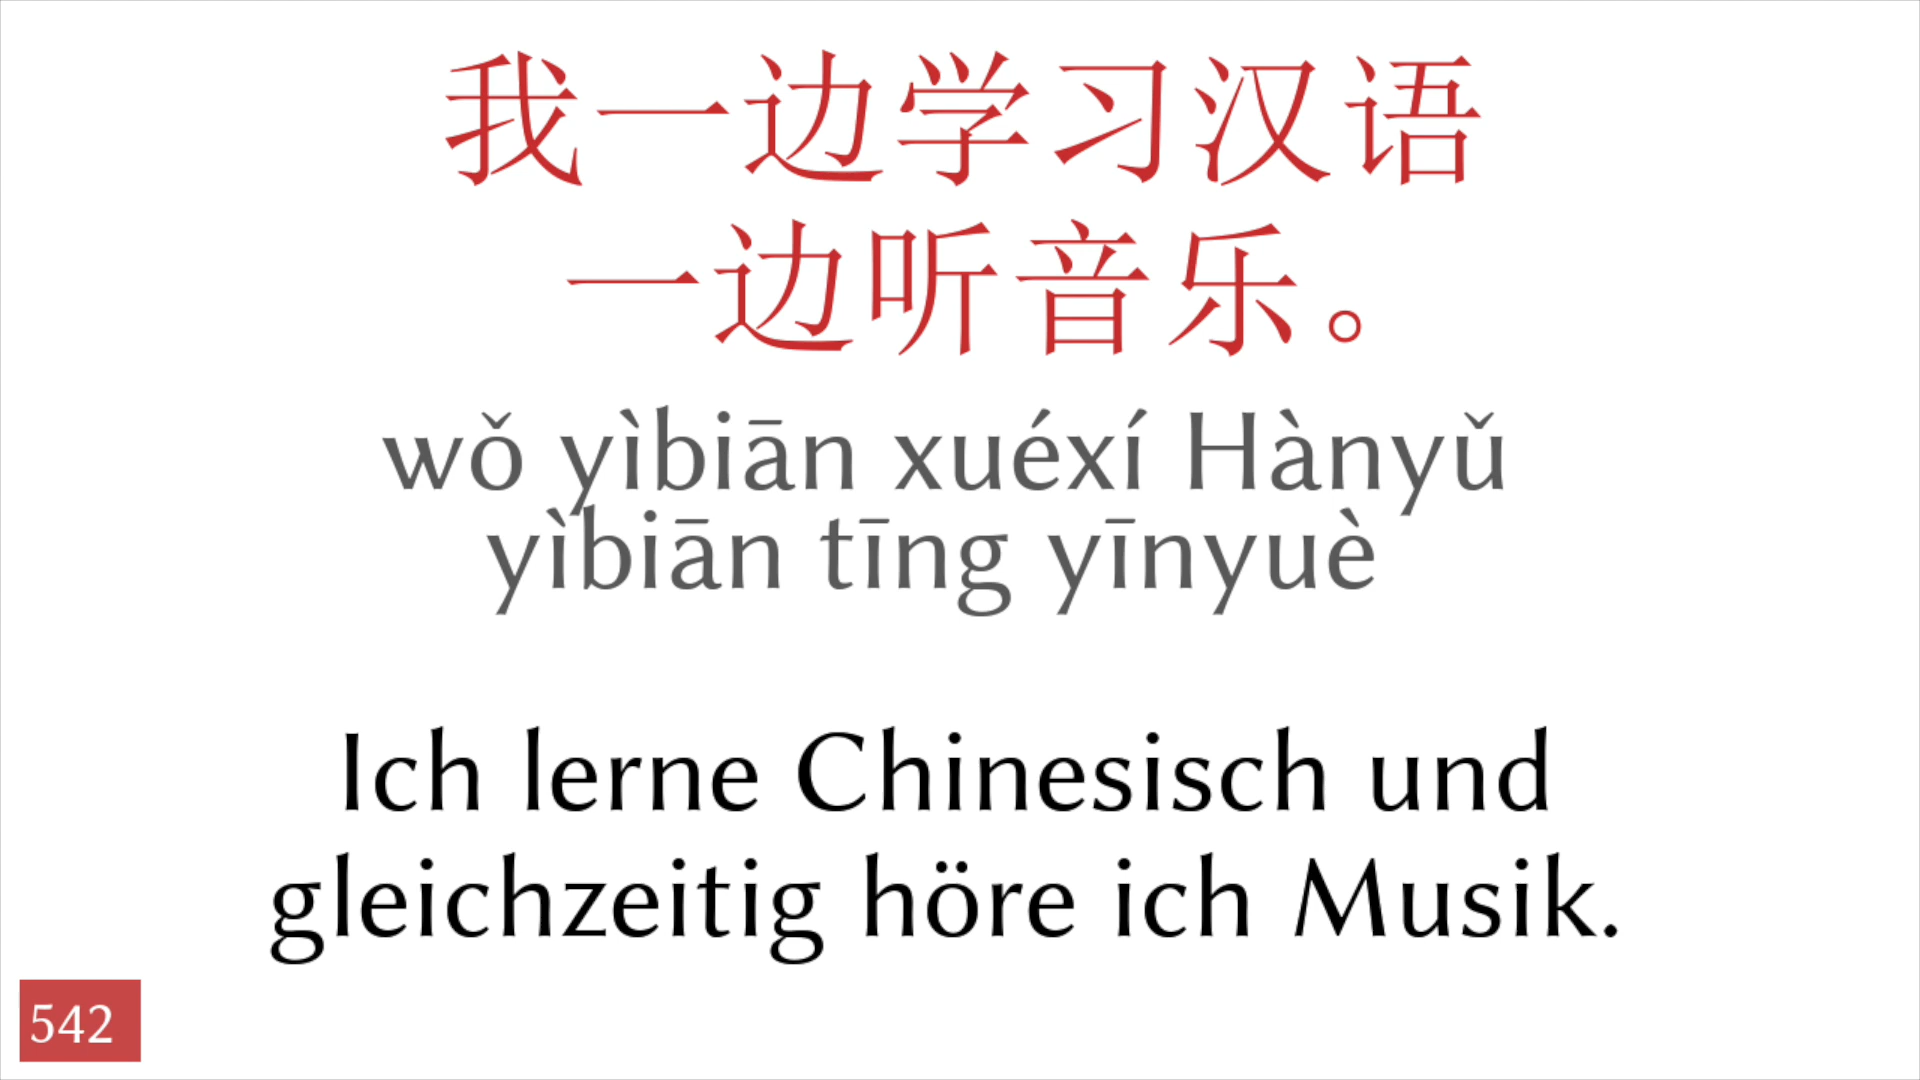 我一边学习汉语
一边听音乐。
wǒ yìbiān xuéxí Hànyǔ
yìbiān tīng yīnyuè
Ich lerne Chinesisch und
gleichzeitig höre ich Musik.
542